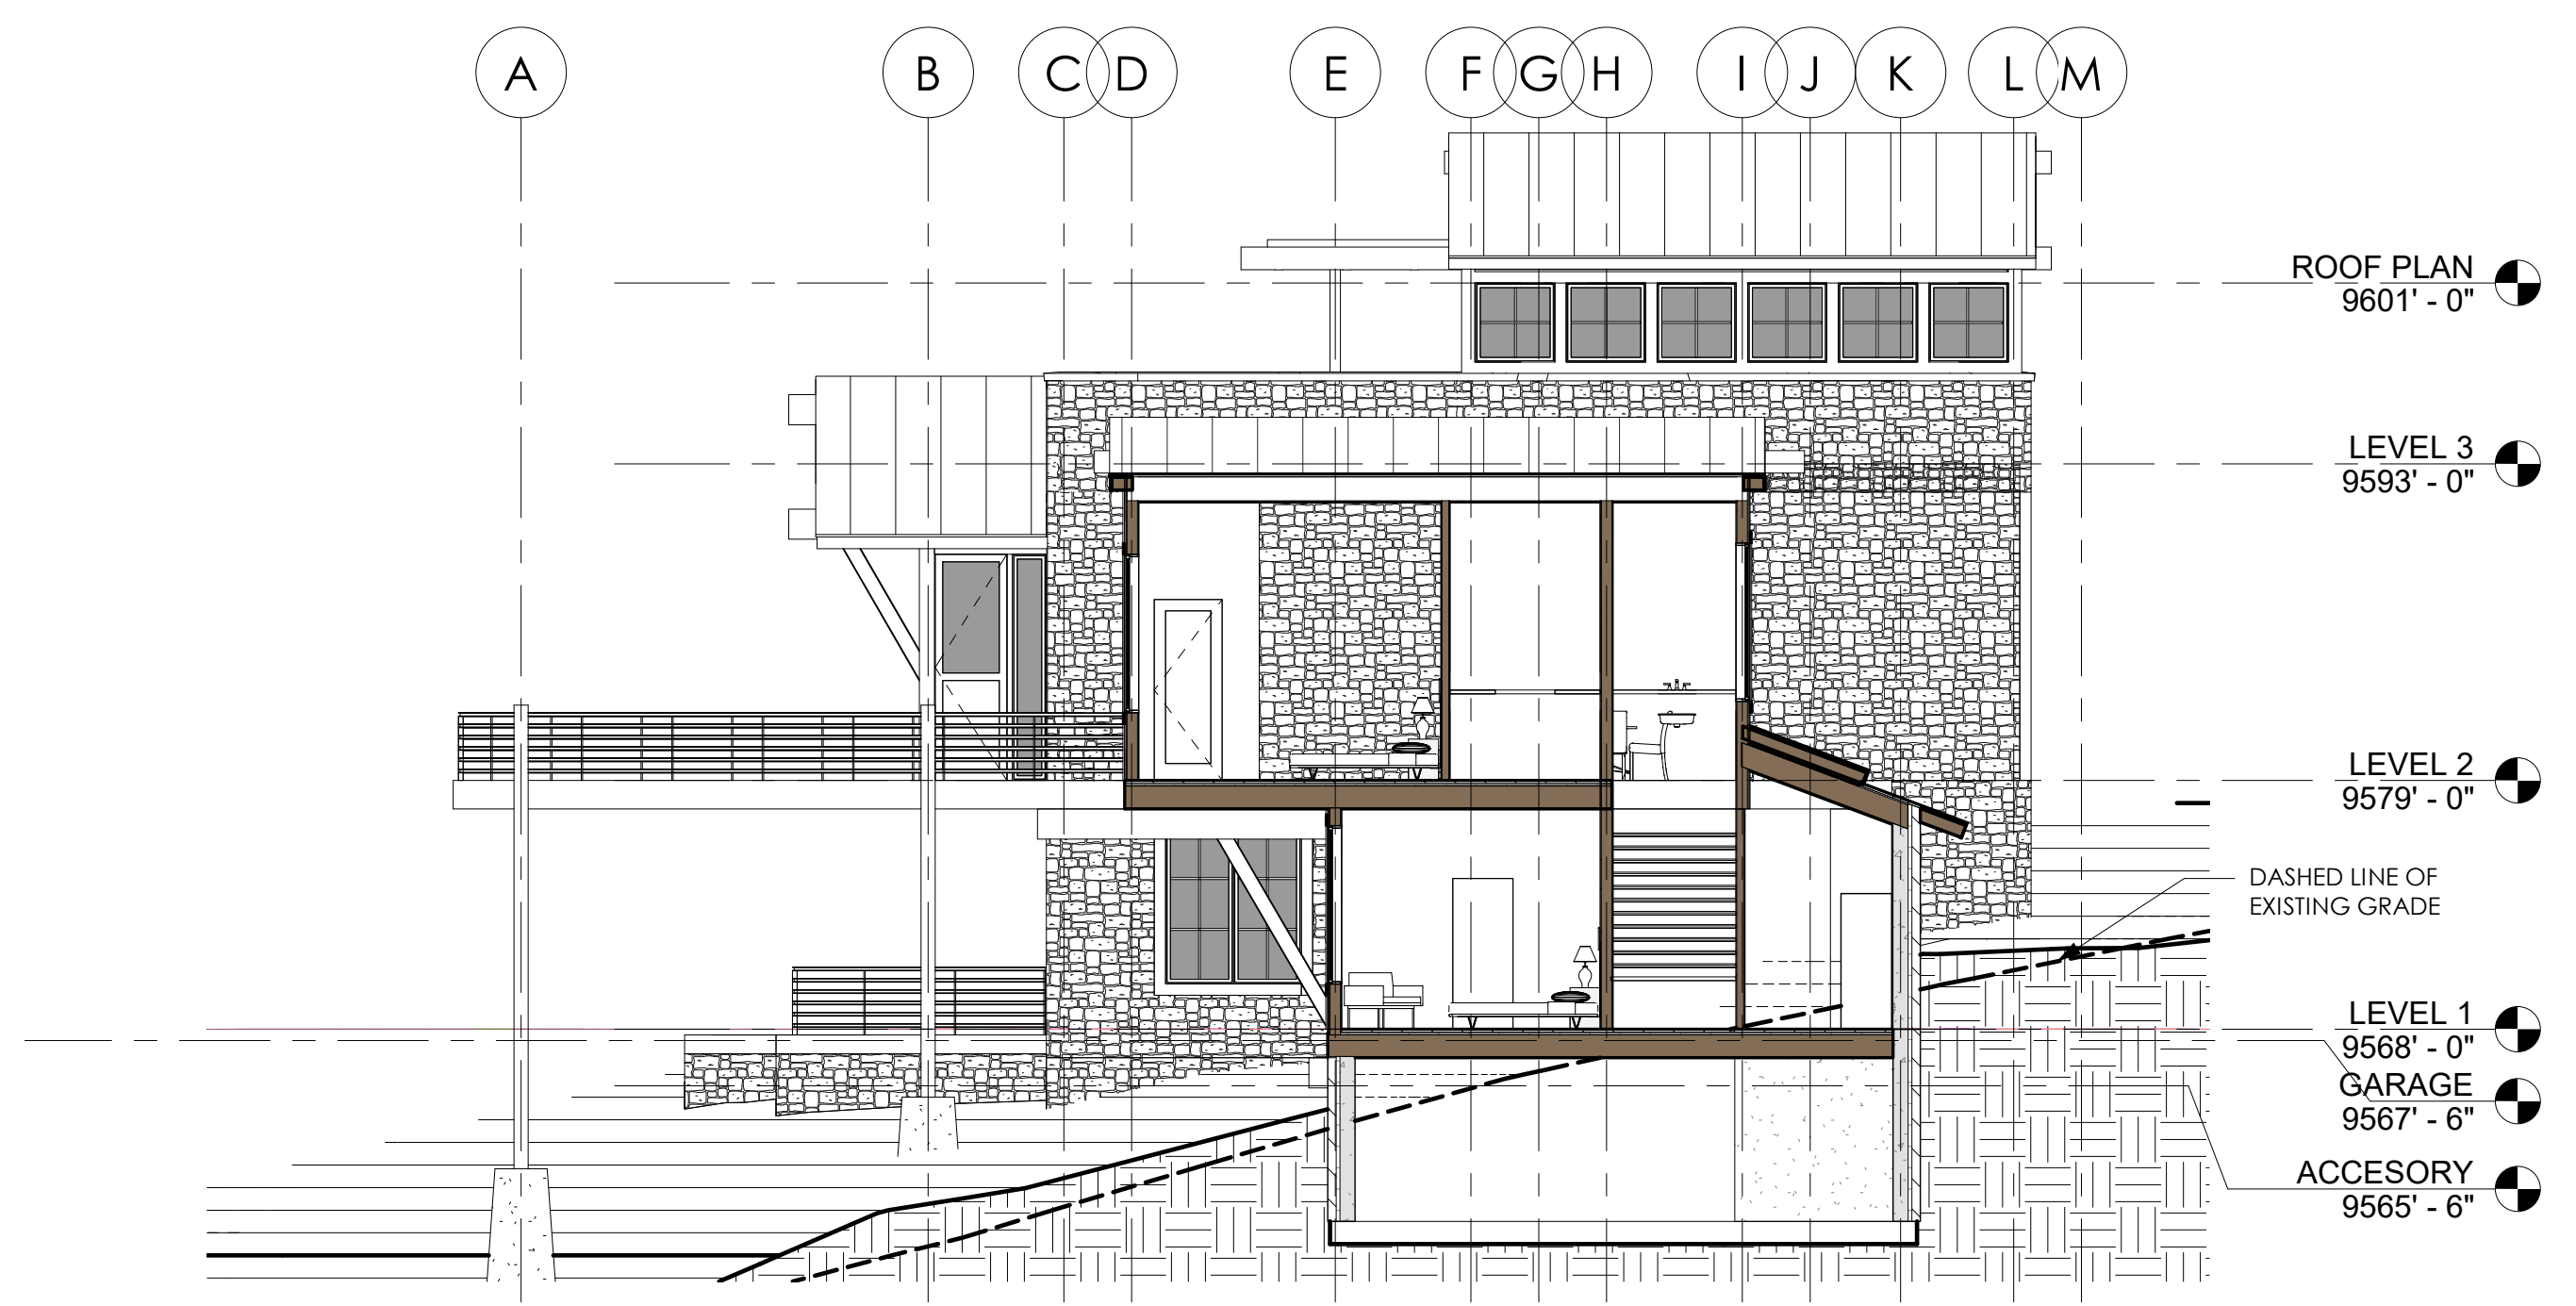 A B C D E F G H I J K L M
ROOF PLAN
9601' - 0"
LEVEL 3
9593' - 0"
LEVEL 2
9579' - 0"
DASHED LINE OF
EXISTING GRADE
LEVEL 1
9568' - 0"
GARAGE
9567' - 6"
ACCESORY
9565' - 6"